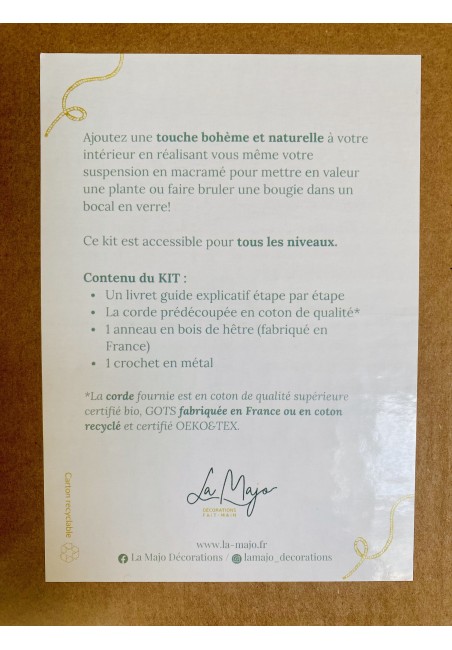 Ajoutez une touche bohème et naturelle à votre
intérieur en réalisant vous même votre
suspension en macramé pour mettre en valeur
une plante ou faire bruler une bougie dans un
bocal en verre!
Ce kit est accessible pour tous les niveaux.
Contenu du KIT :
• Un livret guide explicatif étape par étape
• La corde prédécoupée en coton de qualité*
• 1 anneau en bois de hêtre (fabriqué en
France)
• 1 crochet en métal
*La corde fournie est en coton de qualité supérieure
certifié bio, GOTS fabriquée en France ou en coton
recyclé et certifié OEKO&TEX.
La Majo
DECORATIONS
FAIT-MAIN
Carton recyclable
www.la-majo.fr
La Majo Décorations / lamajo_decorations